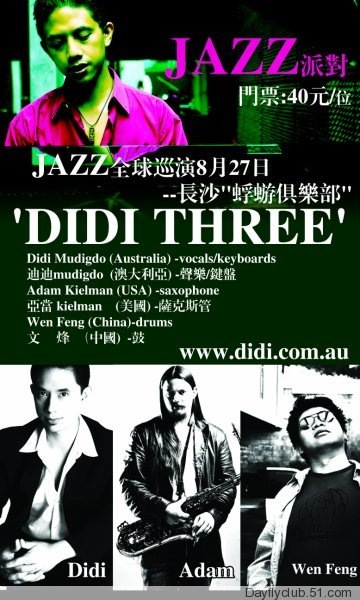 JAZZ派對
門票:40元/位
JAZZ全球巡演8月27日
--長沙"蜉蝣俱樂部"
'DIDI THREE'
Didi Mudigdo (Australia) -vocals/keyboards
迪迪mudigdo (澳大利亞) -聲樂/鍵盤
Adam Kielman (USA) -saxophone
亞當 kielman (美國) -薩克斯管
Wen Feng (China)-drums
文 烽 (中國) -鼓
www.didi.com.au
Didi
Adam
Wen Feng
Dayflyclub.51.com